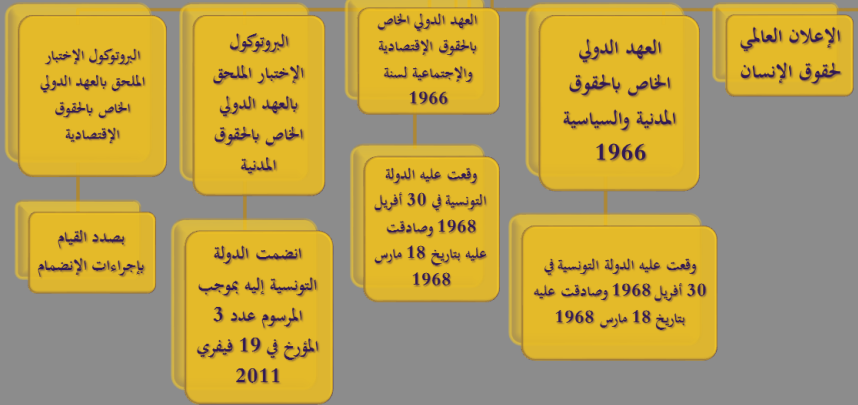 الإعلان العالمي
لحقوق الإنسان
العهد الدولي
الخاص بالحقوق
المدنية والسياسية
1966
وقعت عليه الدولة التونسية في
30 أفريل 1968 وصادقت عليه
بتاريخ 18 مارس 1968
العهد الدولي الخاص
بالحقوق الإقتصادية
والإجتماعية لسنة
1966
وقعت عليه الدولة
التونسية في 30 أفريل
1968 وصادقت
عليه بتاريخ 18 مارس
1968
البروتوكول
الإختبار الملحق
بالعهد الدولي
الخاص بالحقوق
المدنية
انضمت الدولة
التونسية إليه بموجب
المرسوم عدد 3
المؤرخ في 19 فيفري
2011
البروتوكول الإختبار
الملحق بالعهد الدولي
الخاص بالحقوق
الإقتصادية
بصدد القيام
بإجراءات الإنضمام